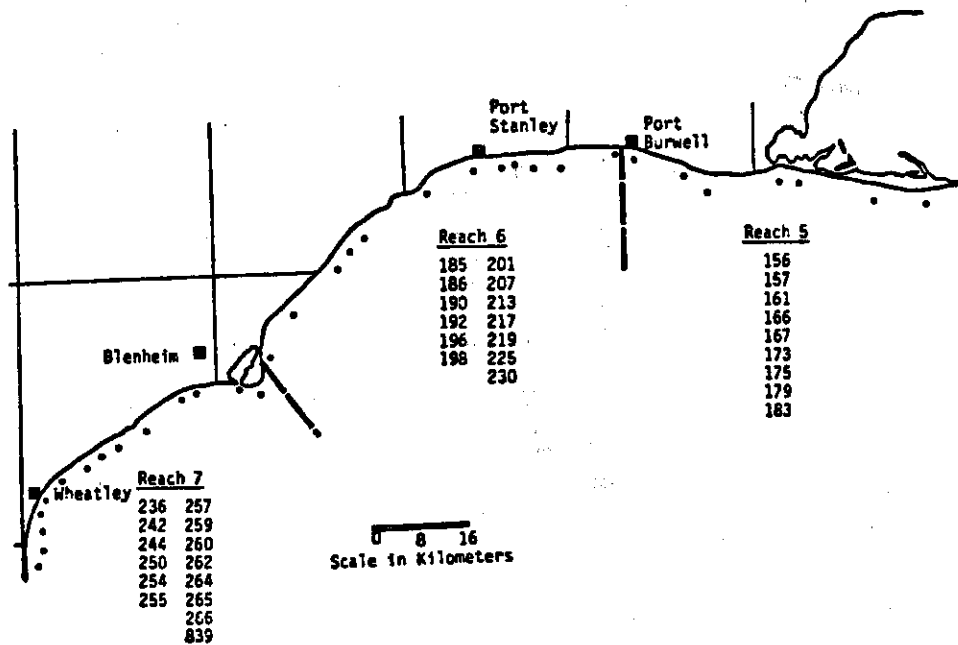 Port
Stanley
Port
Burwell
Reach 6
185 201
186 207
190 213
192 217
196 219
198 225
230
Reach 5
156
157
161
166
167
173
175
179
183
Blenheim
Wheatley
Reach 7
236 257
242 259
244 260
250 262
254 264
255 265
266
839
0 8 16
Scale in Kilometers